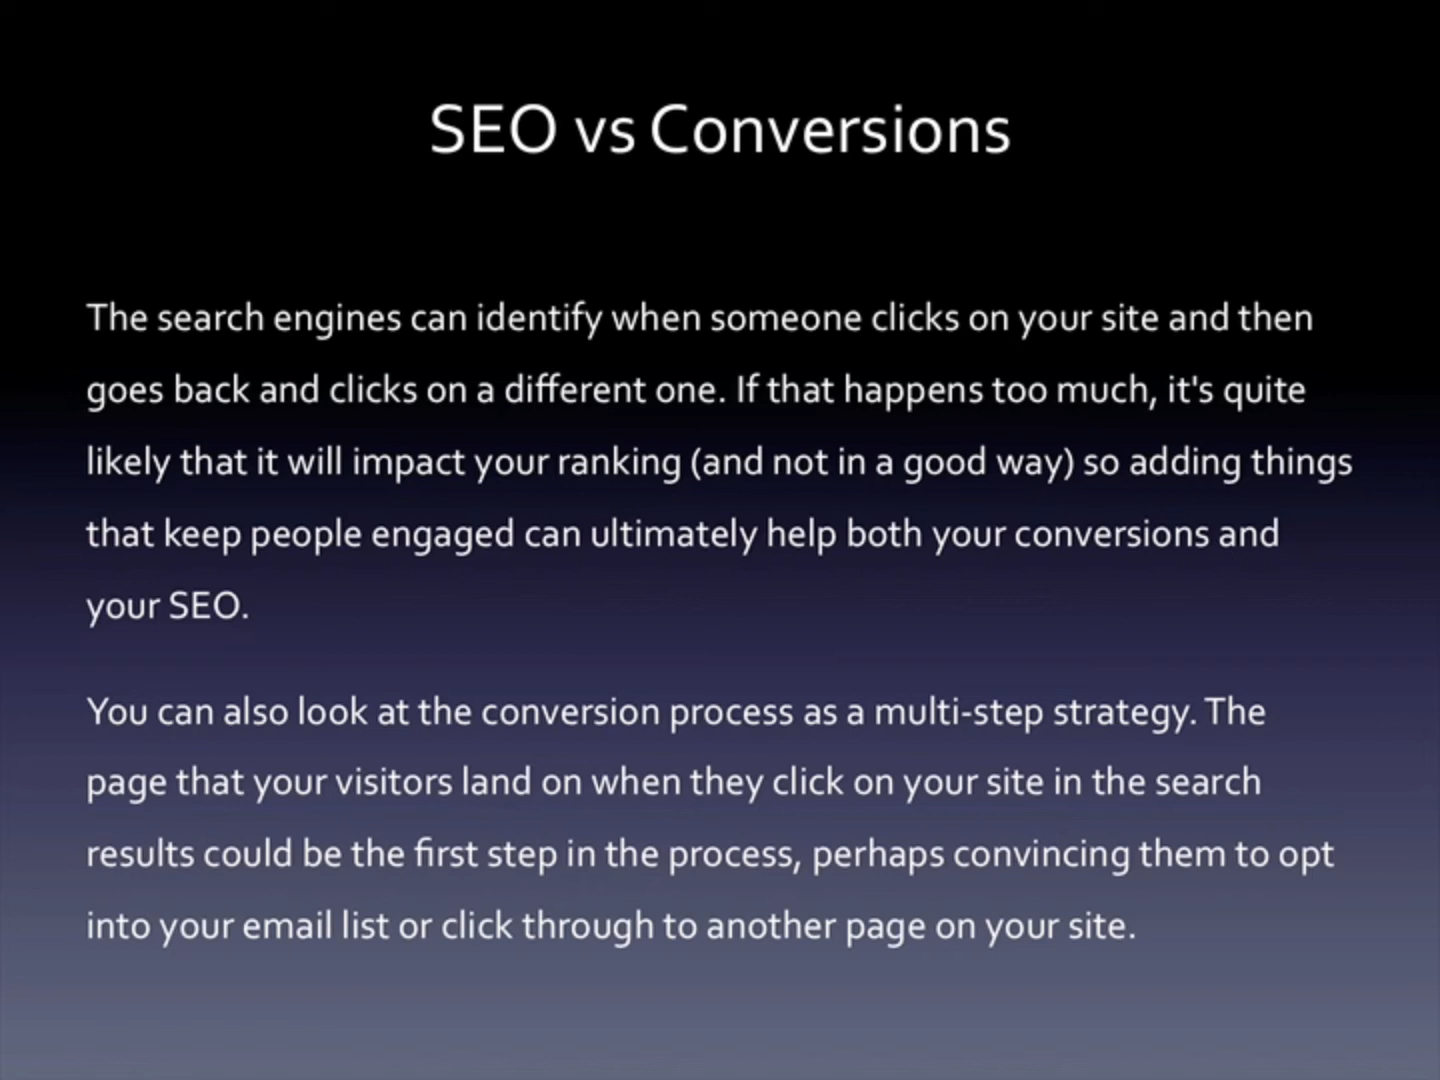 SEO vs Conversions
The search engines can identify when someone clicks on your site and then
goes back and clicks on a different one. If that happens too much, it's quite
likely that it will impact your ranking (and not in a good way) so adding things
that keep people engaged can ultimately help both your conversions and
your SEO.
You can also look at the conversion process as a multi-step strategy. The
page that your visitors land on when they click on your site in the search
results could be the first step in the process, perhaps convincing them to opt
into your email list or click through to another page on your site.